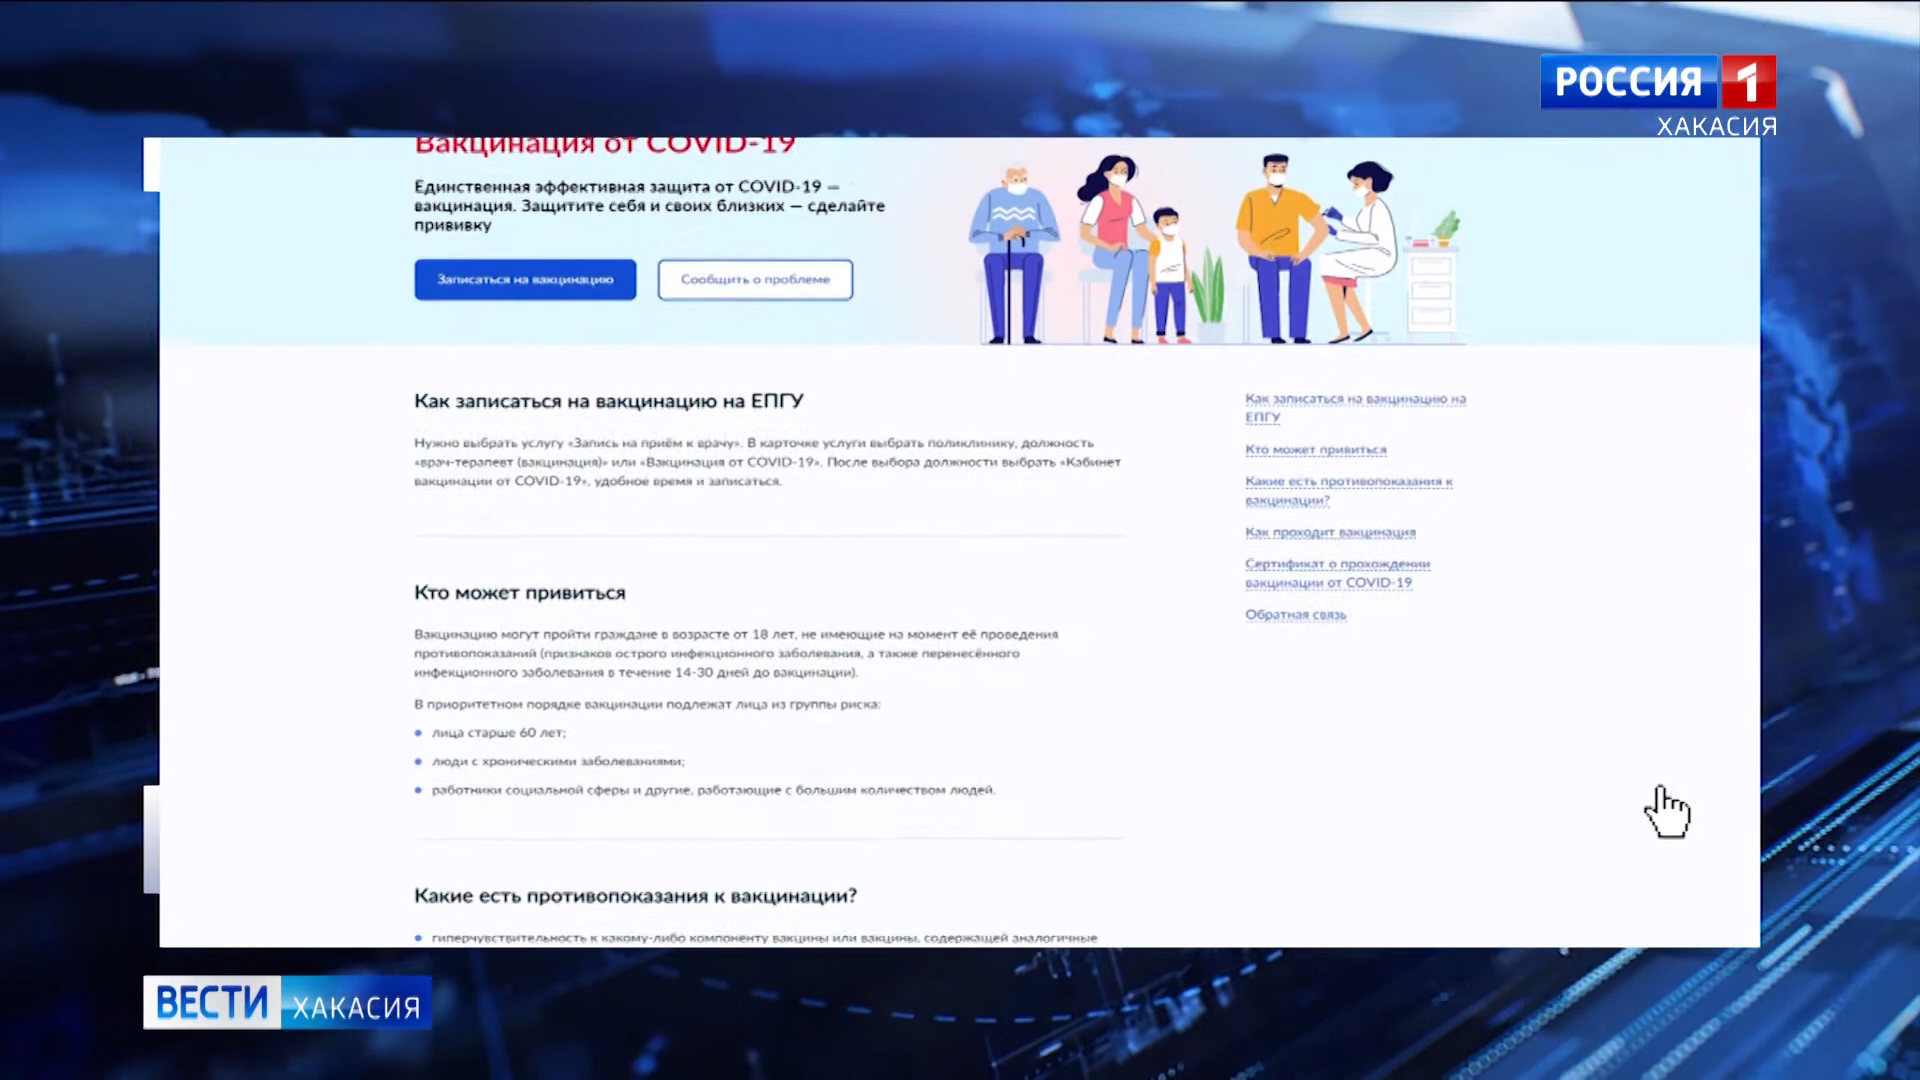 РОССИЯ 1
ХАКАСИЯ
Вакцинация от COVID-19
Единственная эффективная защита от COVID-19 —
вакцинация. Защитите себя и своих близких — сделайте
прививку
Записаться на вакцинацию
Сообщить о проблеме
Как записаться на вакцинацию на ЕПГУ
Нужно выбрать услугу «Запись на приём к врачу». В карточке услуги выбрать поликлинику, должность
«врач-терапевт (вакцинация)» или «Вакцинация от COVID-19». После выбора должности выбрать «Кабинет
вакцинации от COVID-19», удобное время и записаться.
Кто может привиться
Вакцинацию могут пройти граждане в возрасте от 18 лет, не имеющие на момент её проведения
противопоказаний (признаков острого инфекционного заболевания, а также перенесённого
инфекционного заболевания в течение 14-30 дней до вакцинации).
В приоритетном порядке вакцинации подлежат лица из группы риска:
лица старше 60 лет;
люди с хроническими заболеваниями;
работники социальной сферы и другие, работающие с большим количеством людей.
Какие есть противопоказания к вакцинации?
гиперчувствительность к какому-либо компоненту вакцины или вакцины, содержащей аналогичные
Как записаться на вакцинацию на
ЕПГУ
Кто может привиться
Какие есть противопоказания к
вакцинации?
Как проходит вакцинация
Сертификат о прохождении
вакцинации от COVID-19
Обратная связь
ВЕСТИ ХАКАСИЯ